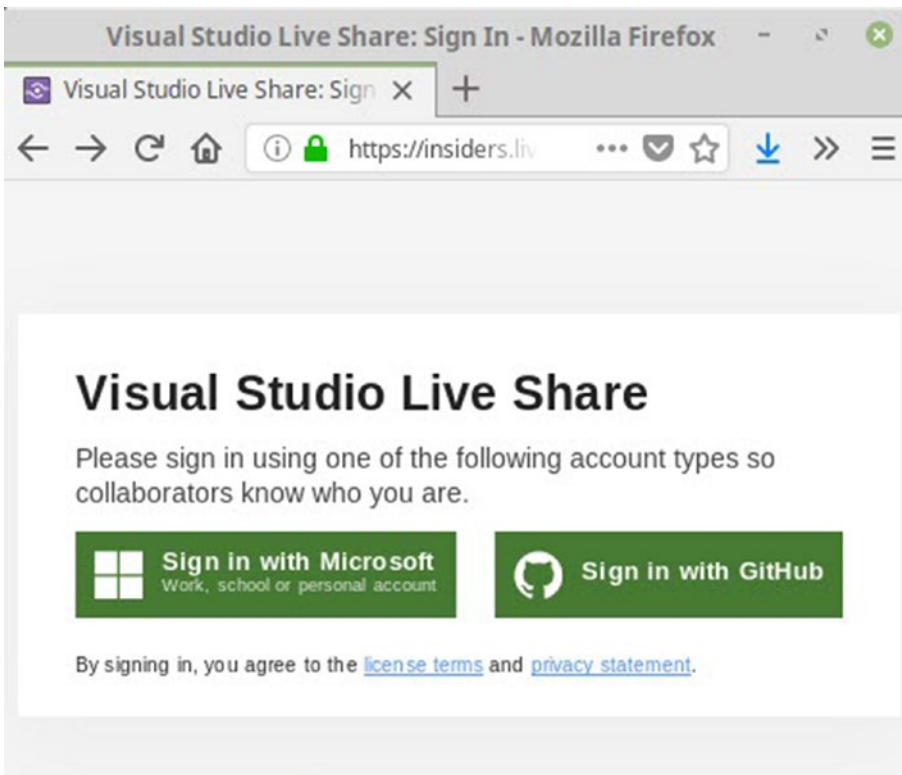 Visual Studio Live Share: Sign In - Mozilla Firefox
Visual Studio Live Share: Sign
https://insiders.liv
Visual Studio Live Share
Please sign in using one of the following account types so
collaborators know who you are.
Sign in with Microsoft
Work, school or personal account
Sign in with GitHub
By signing in, you agree to the license terms and privacy statement.